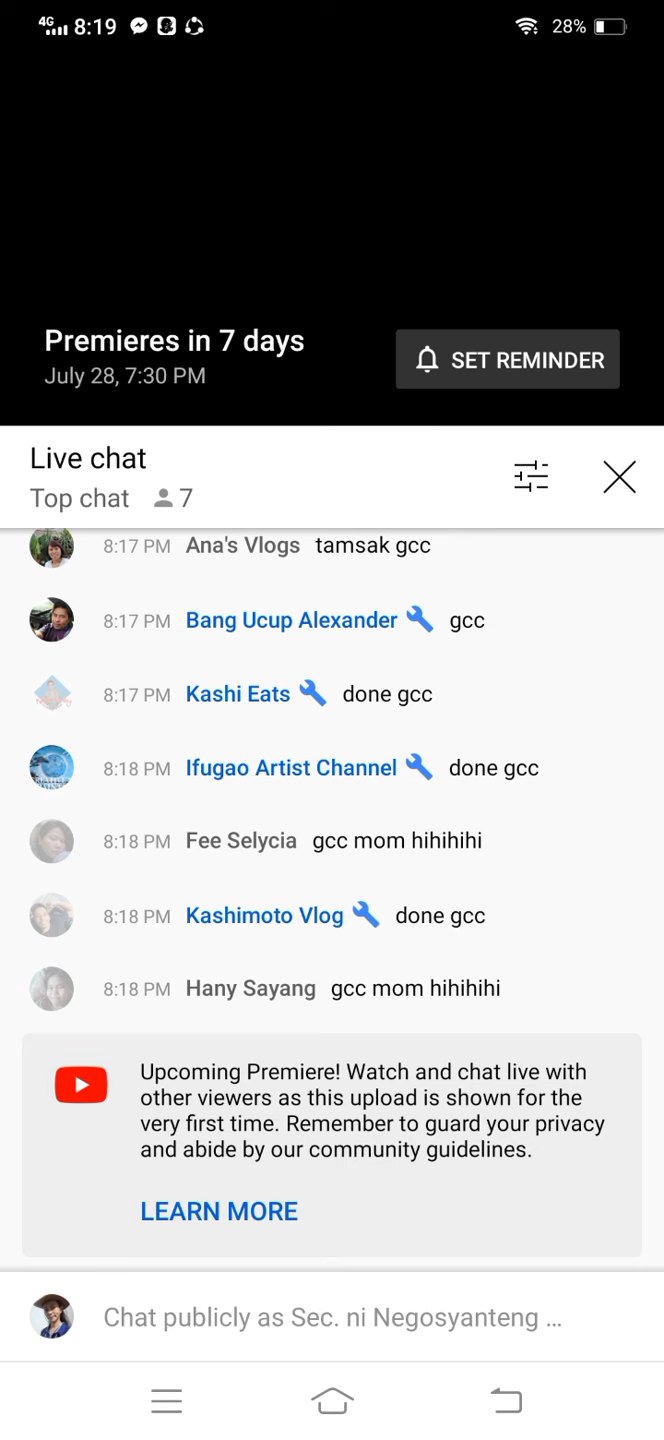 4G 8:19 28%
Premieres in 7 days
July 28, 7:30 PM
SET REMINDER
Live chat
Top chat 7
8:17 PM Ana's Vlogs tamsak gcc
8:17 PM Bang Ucup Alexander gcc
8:17 PM Kashi Eats done gcc
8:18 PM Ifugao Artist Channel done gcc
8:18 PM Fee Selycia gcc mom hihihihi
8:18 PM Kashimoto Vlog done gcc
8:18 PM Hany Sayang gcc mom hihihihi
Upcoming Premiere! Watch and chat live with
other viewers as this upload is shown for the
very first time. Remember to guard your privacy
and abide by our community guidelines.
LEARN MORE
Chat publicly as Sec. ni Negosyanteng ...